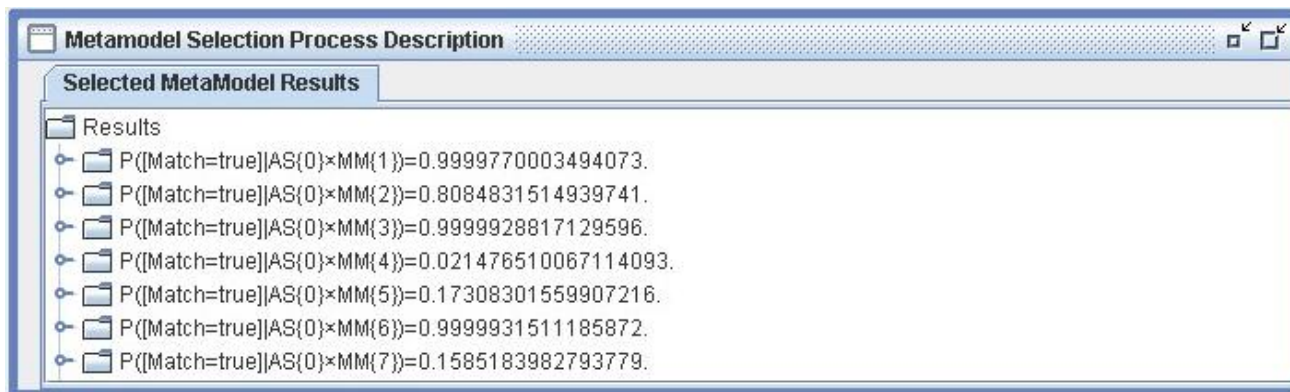 Metamodel Selection Process Description
Selected MetaModel Results
Results
P([Match=true]|AS{0}×MM{1})=0.9999770003494073.
P([Match=true]|AS{0}×MM{2})=0.8084831514939741.
P([Match=true]|AS{0}×MM{3})=0.9999928817129596.
P([Match=true]|AS{0}×MM{4})=0.021476510067114093.
P([Match=true]|AS{0}×MM{5})=0.17308301559907216.
P([Match=true]|AS{0}×MM{6})=0.9999931511185872.
P([Match=true]|AS{0}×MM{7})=0.1585183982793779.